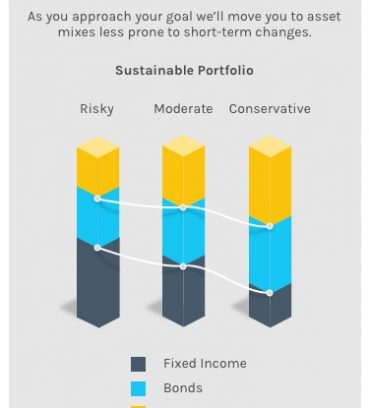 As you approach your goal we'll move you to asset
mixes less prone to short-term changes.
Sustainable Portfolio
Risky Moderate Conservative
Fixed Income
Bonds